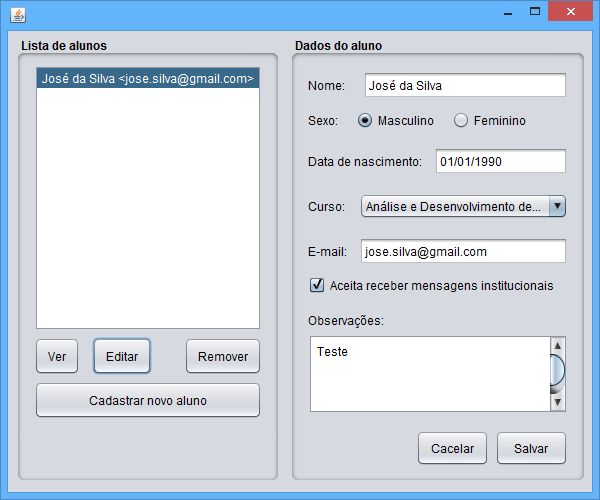 Lista de alunos
José da Silva <jose.silva@gmail.com>
Ver
Editar
Remover
Cadastrar novo aluno
Dados do aluno
Nome: José da Silva
Sexo: Masculino Feminino
Data de nascimento: 01/01/1990
Curso: Análise e Desenvolvimento de...
E-mail: jose.silva@gmail.com
Aceita receber mensagens institucionais
Observações:
Teste
Cacelar
Salvar